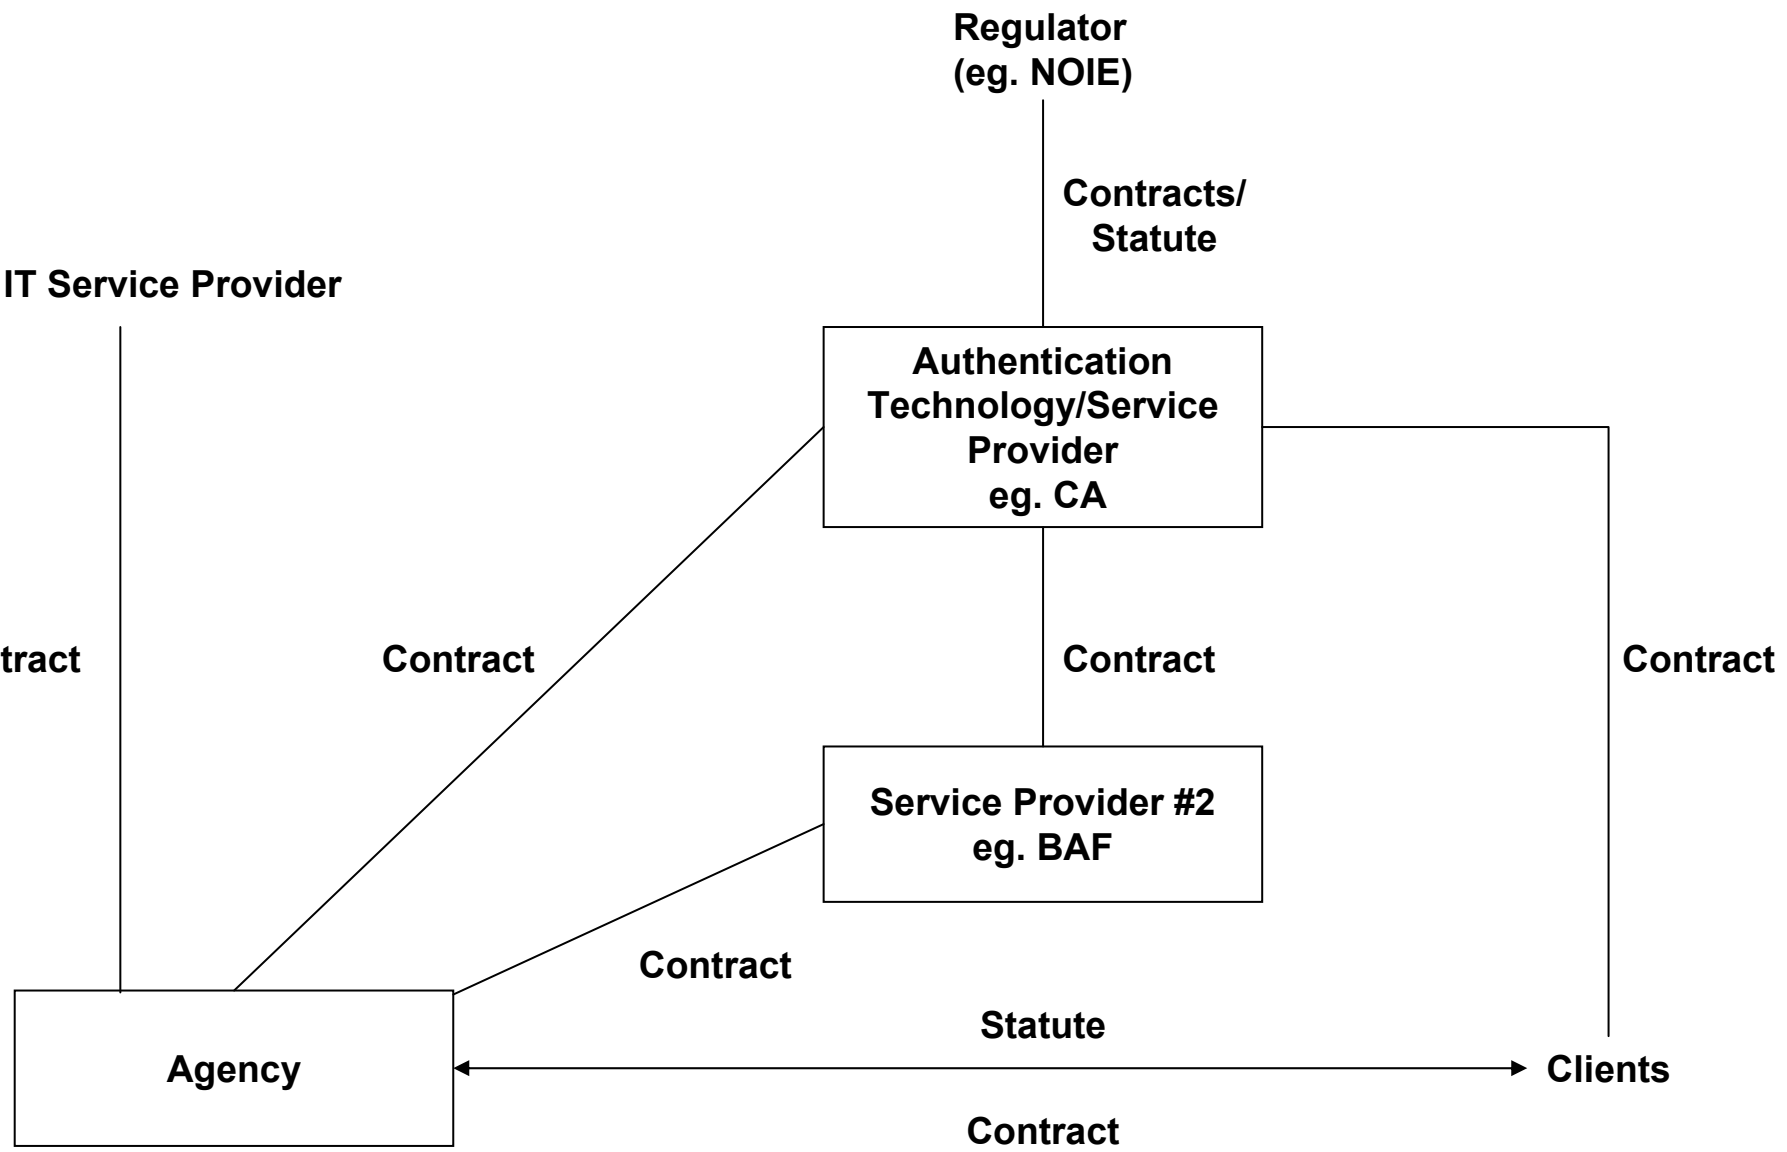 Regulator
(eg. NOIE)
Contracts/
Statute
IT Service Provider
Authentication
Technology/Service
Provider
eg. CA
tract
Contract
Contract
Contract
Service Provider #2
eg. BAF
Contract
Statute
Agency
Clients
Contract